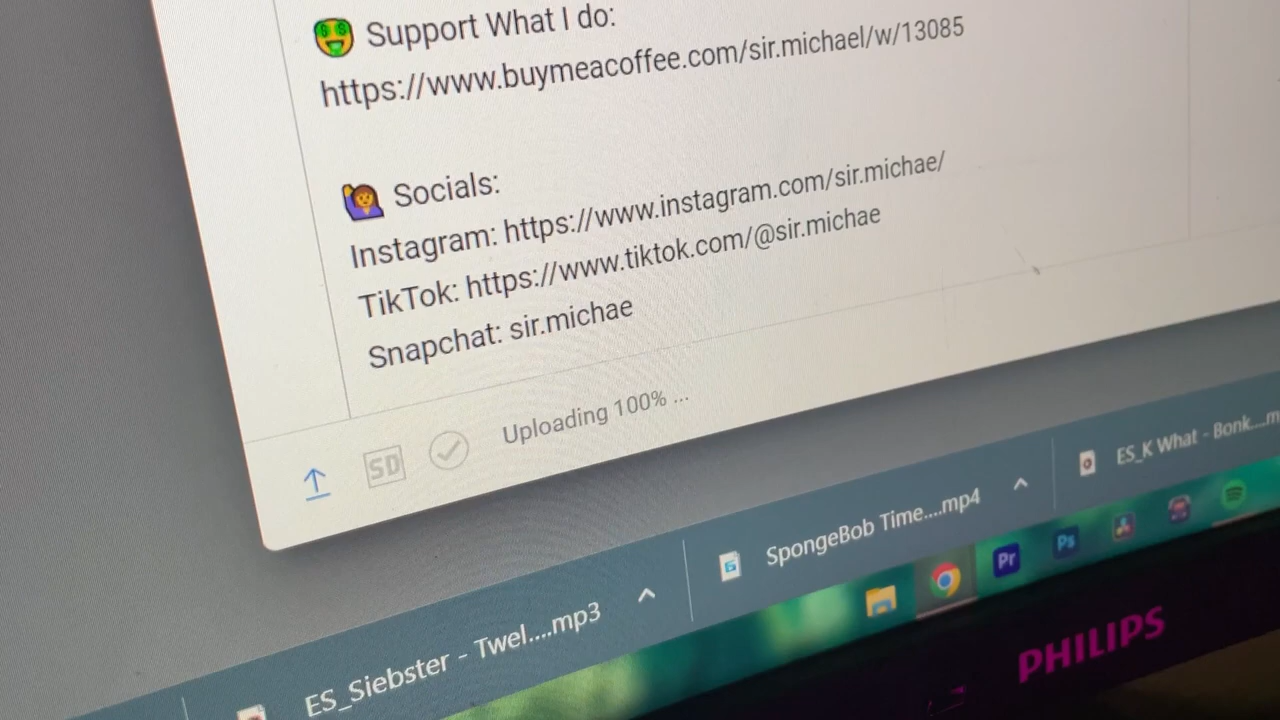 Support What I do:
https://www.buymeacoffee.com/sir.michael/w/13085
Socials:
Instagram: https://www.instagram.com/sir.michae/
TikTok: https://www.tiktok.com/@sir.michae
Snapchat: sir.michae
SD
Uploading 100% ...
ES_Siebster - Twel....mp3
SpongeBob Time....mp4
ES_K What - Bonk....m
Pr
Ps
PHILIPS